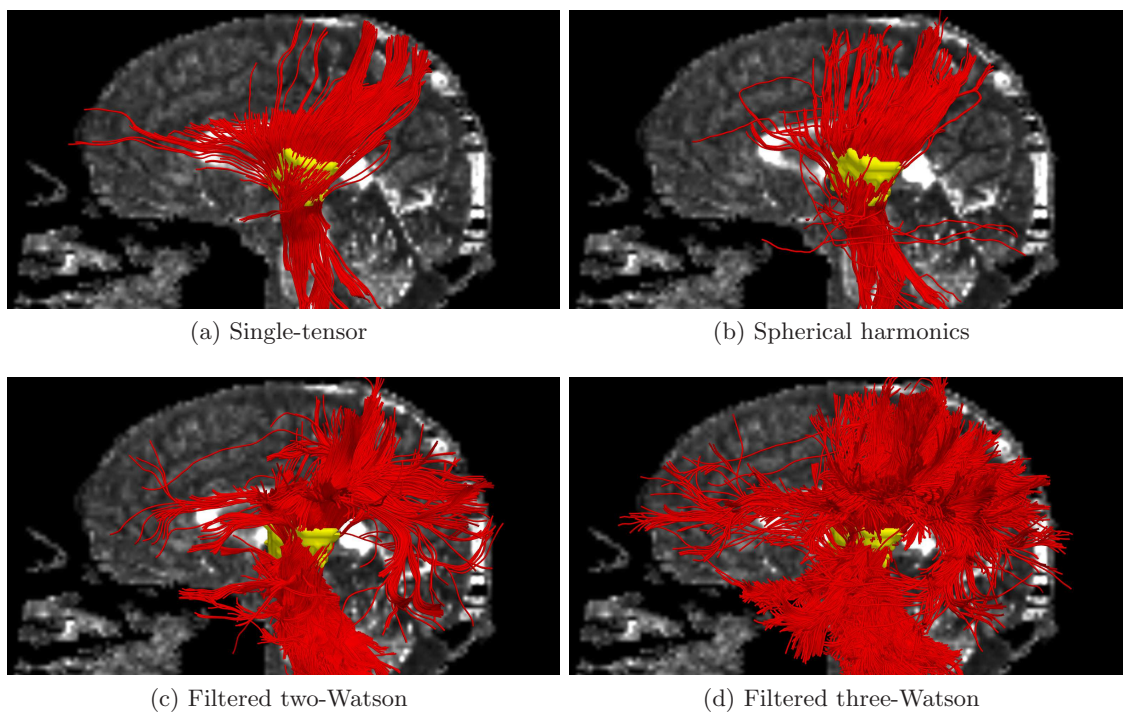 (a) Single-tensor
(b) Spherical harmonics
(c) Filtered two-Watson
(d) Filtered three-Watson